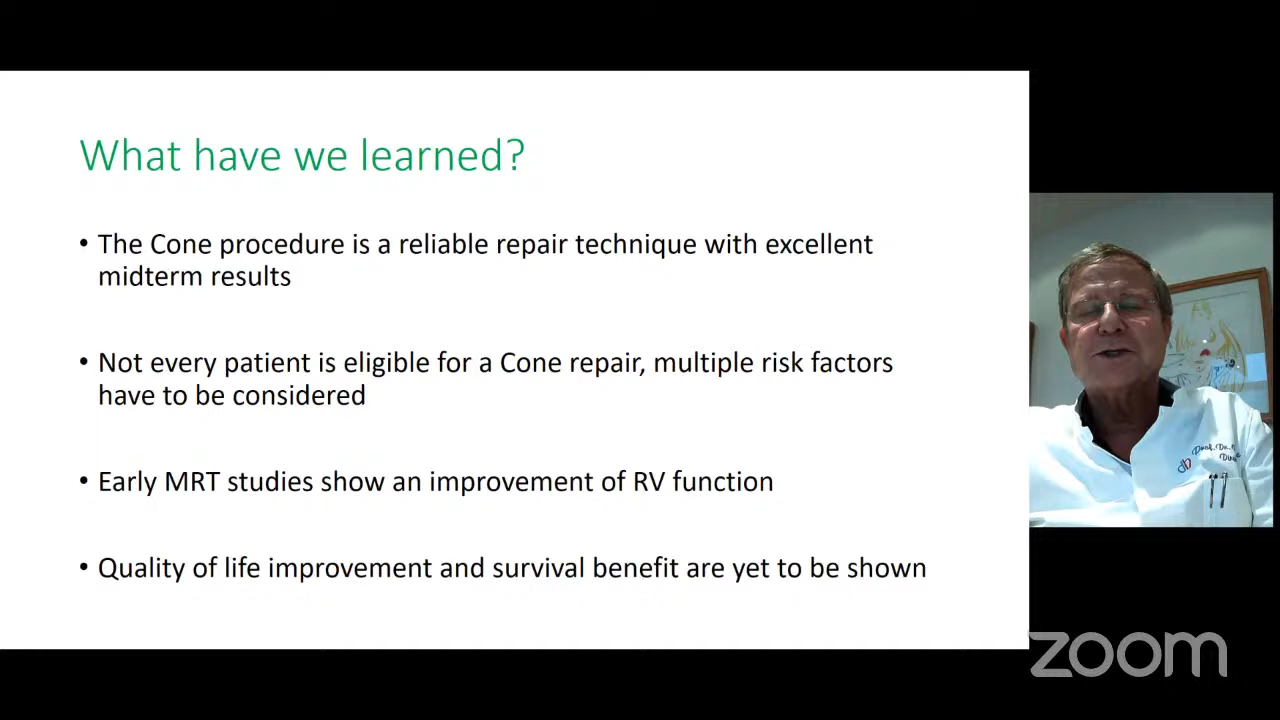 What have we learned?
• The Cone procedure is a reliable repair technique with excellent
midterm results
• Not every patient is eligible for a Cone repair, multiple risk factors
have to be considered
• Early MRT studies show an improvement of RV function
• Quality of life improvement and survival benefit are yet to be shown
zoom